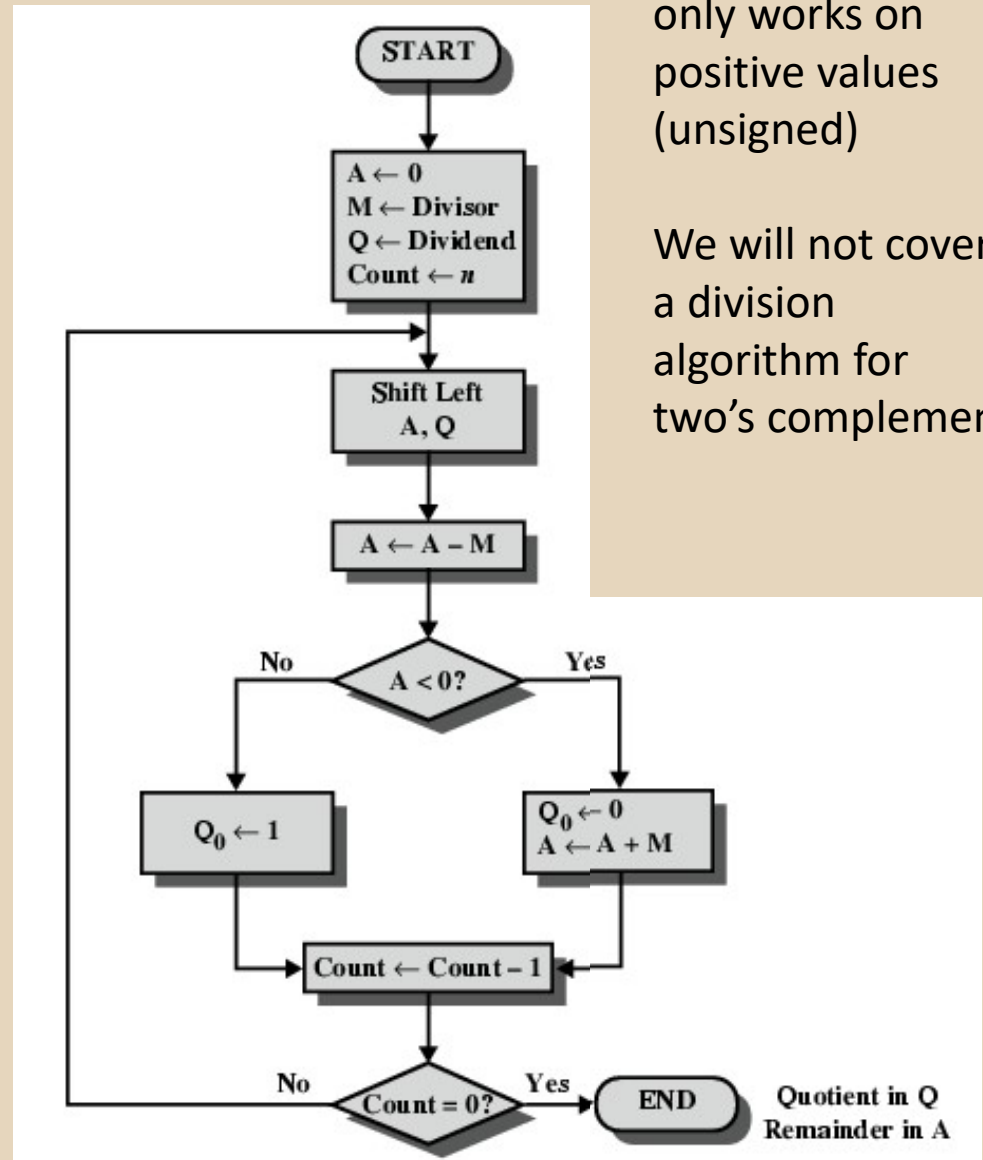 only works on
positive values
(unsigned)
We will not cover
a division
algorithm for
START
A ← 0
M ← Divisor
Q ← Dividend
Count ← n
Shift Left
A, Q
A ← A – M
No
A < 0?
Yes
Q₀ ← 1
Q₀ ← 0
A ← A + M
Count ← Count – 1
No
Count = 0?
Yes
END
Quotient in Q
Remainder in A
two's